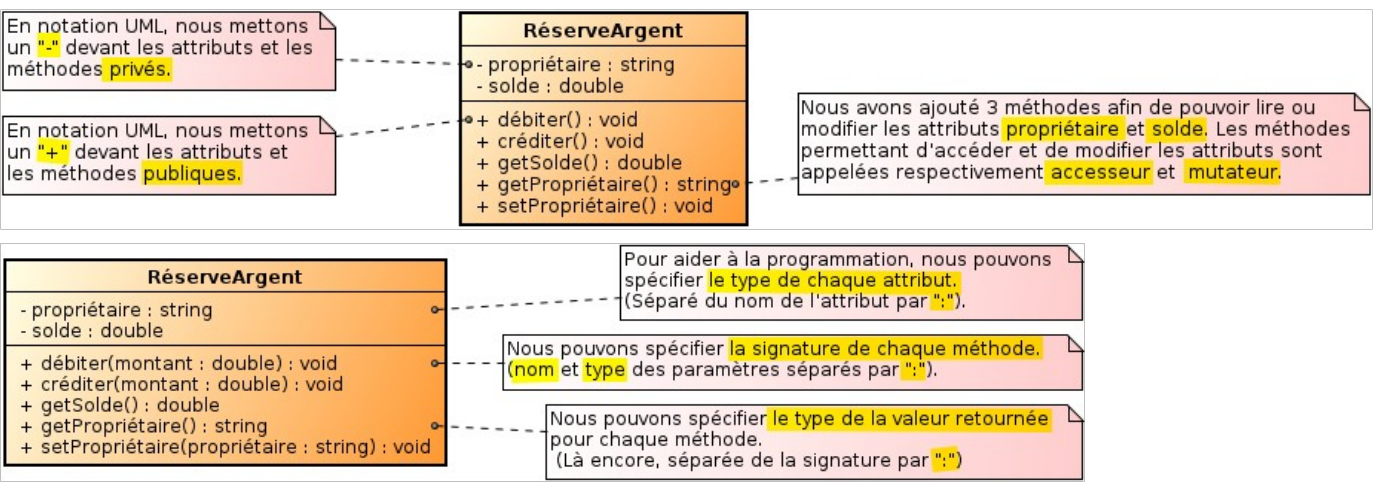 En notation UML, nous mettons
un "-" devant les attributs et les
méthodes privés.
En notation UML, nous mettons
un "+" devant les attributs et
les méthodes publiques.
RéserveArgent
- propriétaire : string
- solde : double
+ débiter() : void
+ créditer() : void
+ getSolde() : double
+ getPropriétaire() : string
+ setPropriétaire() : void
Nous avons ajouté 3 méthodes afin de pouvoir lire ou
modifier les attributs propriétaire et solde. Les méthodes
permettant d'accéder et de modifier les attributs sont
appelées respectivement accesseur et mutateur.
RéserveArgent
- propriétaire : string
- solde : double
+ débiter(montant : double) : void
+ créditer(montant : double) : void
+ getSolde() : double
+ getPropriétaire() : string
+ setPropriétaire(propriétaire : string) : void
Pour aider à la programmation, nous pouvons
spécifier le type de chaque attribut.
(Séparé du nom de l'attribut par ":").
Nous pouvons spécifier la signature de chaque méthode.
(nom et type des paramètres séparés par ":").
Nous pouvons spécifier le type de la valeur retournée
pour chaque méthode.
(Là encore, séparée de la signature par ":")